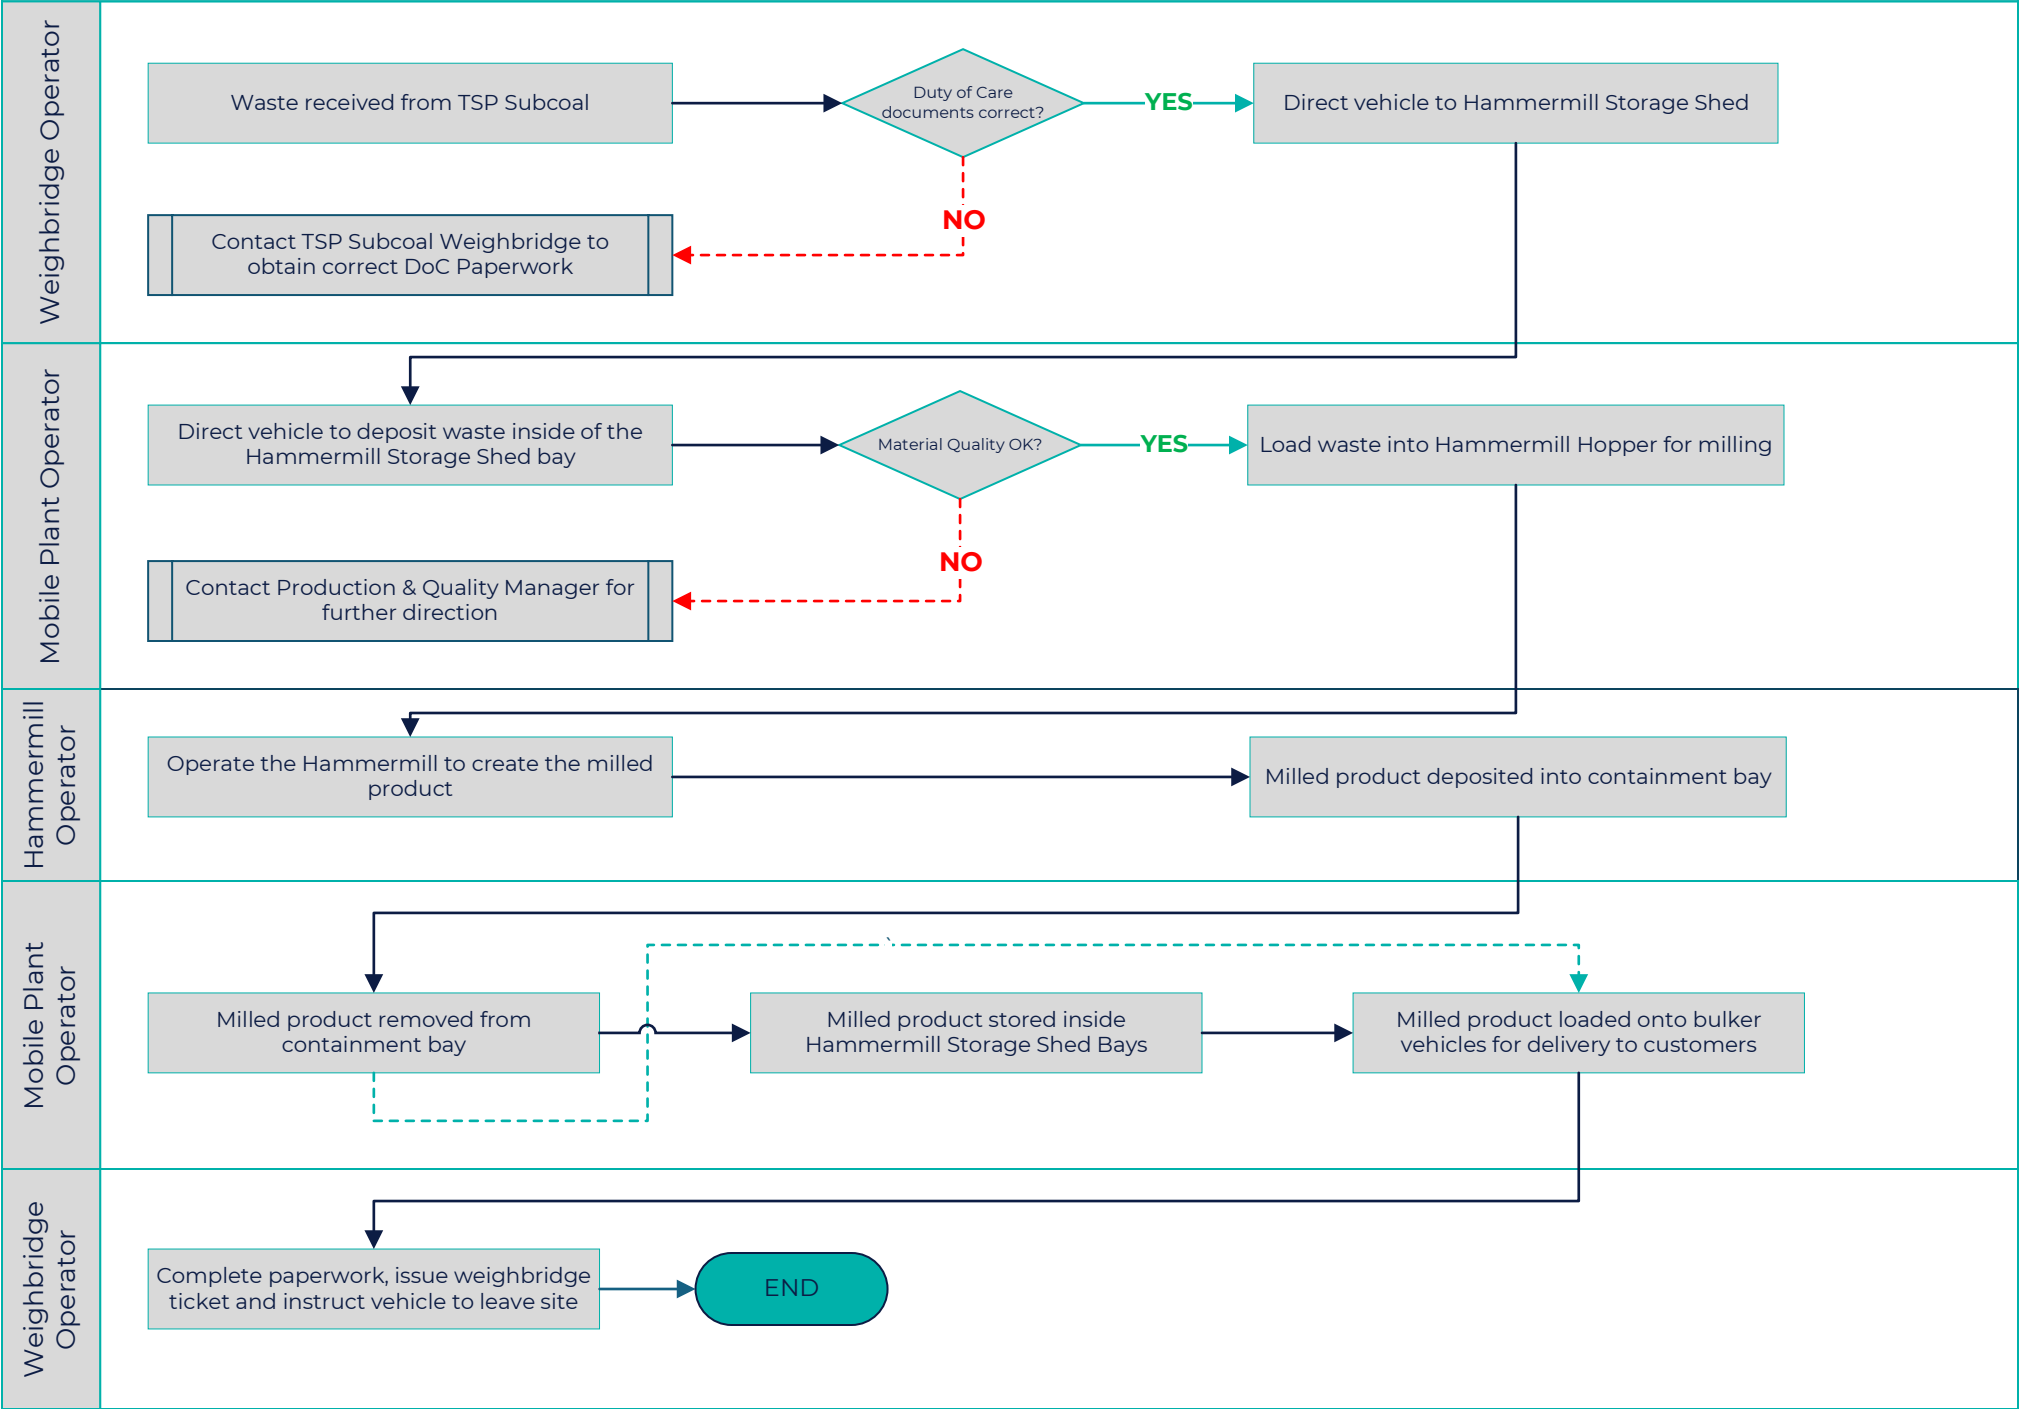 Weighbridge Operator
Waste received from TSP Subcoal
Duty of Care
documents correct?
YES
Direct vehicle to Hammermill Storage Shed
NO
Contact TSP Subcoal Weighbridge to
obtain correct DoC Paperwork
Mobile Plant Operator
Direct vehicle to deposit waste inside of the
Hammermill Storage Shed bay
Material Quality OK?
YES
Load waste into Hammermill Hopper for milling
NO
Contact Production & Quality Manager for
further direction
Hammermill
Operator
Operate the Hammermill to create the milled
product
Milled product deposited into containment bay
Mobile Plant
Operator
`
Milled product removed from
containment bay
Milled product stored inside
Hammermill Storage Shed Bays
Milled product loaded onto bulker
vehicles for delivery to customers
Weighbridge
Operator
Complete paperwork, issue weighbridge
ticket and instruct vehicle to leave site
END